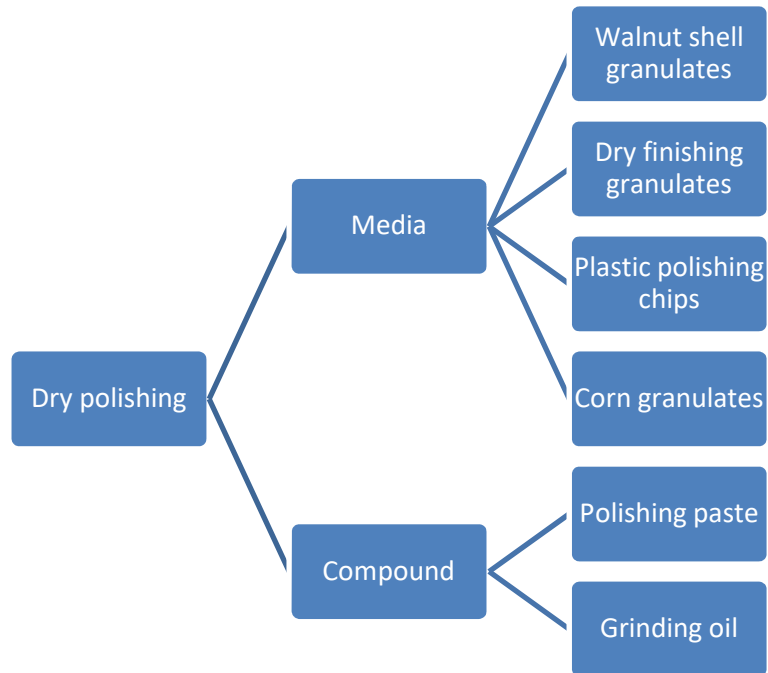 Walnut shell
granulates
Dry finishing
granulates
Media
Plastic polishing
chips
Dry polishing
Corn granulates
Polishing paste
Compound
Grinding oil